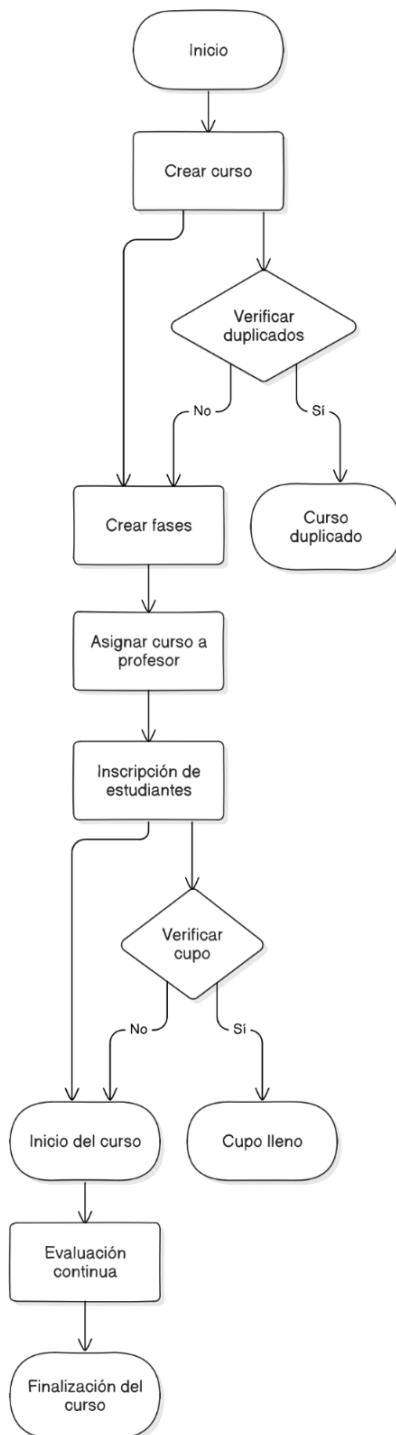 Inicio
Crear curso
Verificar
duplicados
No
Sí
Crear fases
Curso
duplicado
Asignar curso a
profesor
Inscripción de
estudiantes
Verificar
cupo
No
Sí
Inicio del curso
Cupo lleno
Evaluación
continua
Finalización del
curso